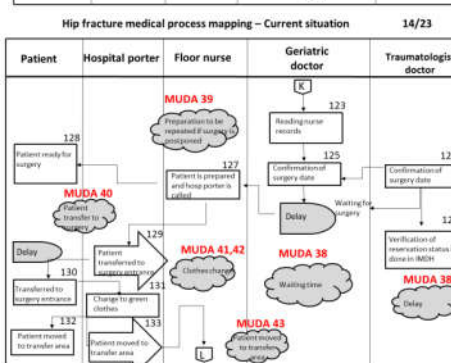 Hip fracture medical process mapping – Current situation 14/23
Patient
Hospital porter
Floor nurse
Geriatric
doctor
Traumatologis
doctor
K
MUDA 39
123
Preparation to be
repeated if surgery is
postponed
Reading nurse
records
128
Patient ready for
surgery
127
Patient is prepared
and hosp porter is
called
125
Confirmation of
surgery date
Confirmation of
surgery date
MUDA 40
Patient
transfer to
surgery
Delay
Waiting for
surgery
129
Patient
transferred to
surgery entrance
Delay
MUDA 41,42
Clothes change
MUDA 38
Waiting time
Verification of
reservation status i
done in IMDH
130
Transferred to
surgery entrance
131
Change to green
clothes
MUDA 38
Delay
132
Patient moved
to transfer area
133
Patient moved to
transfer area
L
MUDA 43
Patient moved
to transfer
area